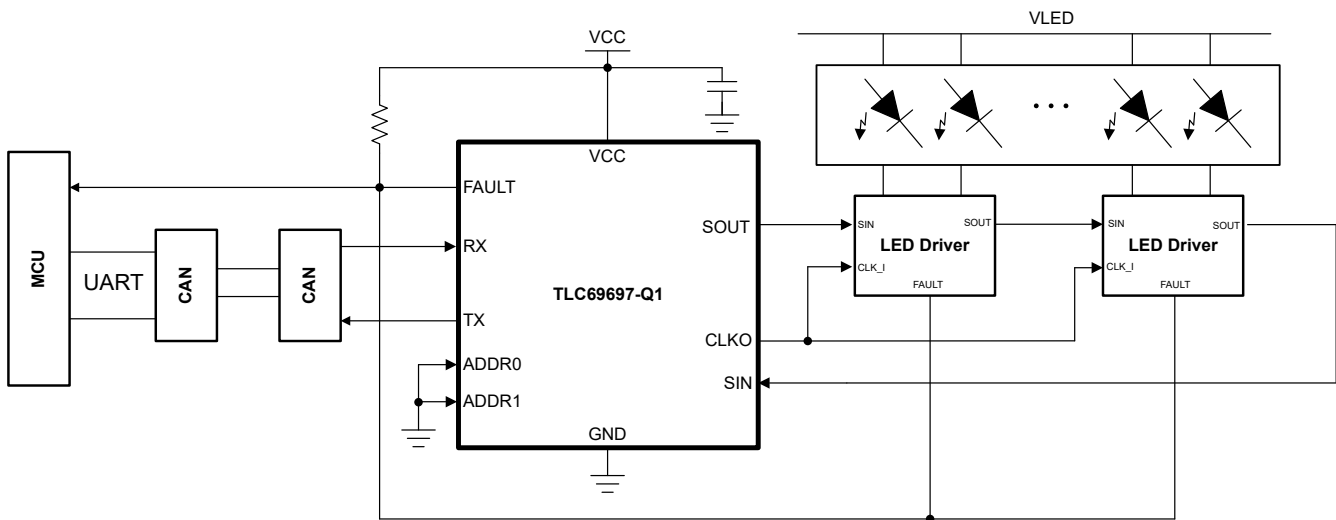 VLED
VCC
• • •
VCC
FAULT
RX
TX
ADDR0
ADDR1
GND
SOUT
CLKO
SIN
TLC69697-Q1
MCU
UART
CAN
CAN
SIN
SOUT
LED Driver
CLK_I
FAULT
SIN
SOUT
LED Driver
CLK_I
FAULT